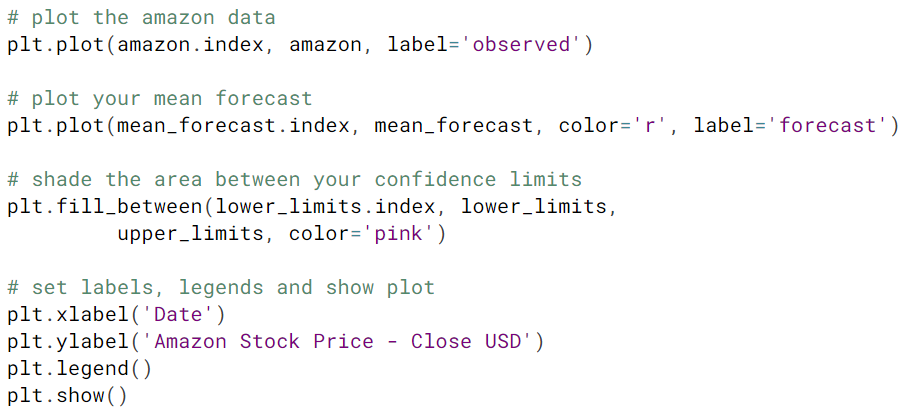 # plot the amazon data
plt.plot(amazon.index, amazon, label='observed')
# plot your mean forecast
plt.plot(mean_forecast.index, mean_forecast, color='r', label='forecast')
# shade the area between your confidence limits
plt.fill_between(lower_limits.index, lower_limits,
         upper_limits, color='pink')
# set labels, legends and show plot
plt.xlabel('Date')
plt.ylabel('Amazon Stock Price - Close USD')
plt.legend()
plt.show()